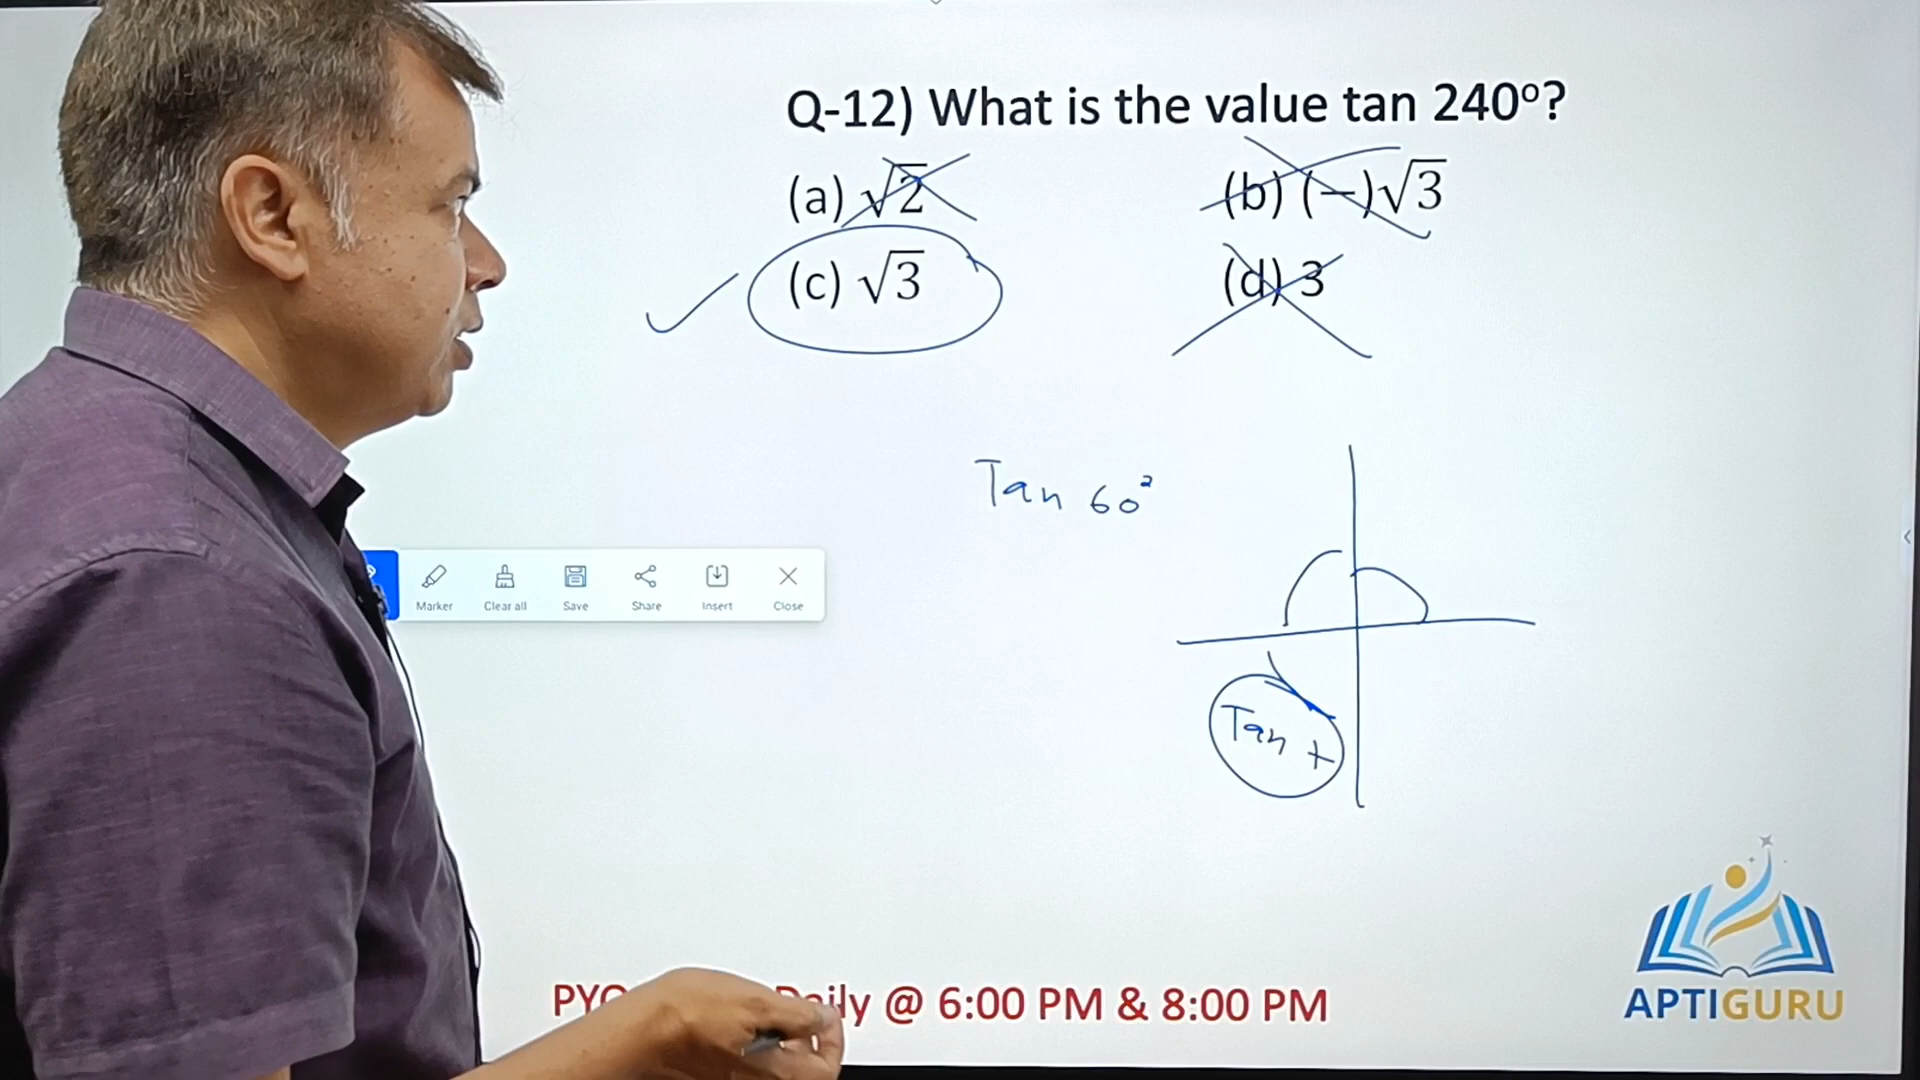 Q-12) What is the value tan 240°?
(a) √2
(b) (−)√3
(c) √3
(d) 3
Tan 60°
Marker
Clear all
Save
Share
Insert
Close
Tan +
PYQ Daily @ 6:00 PM & 8:00 PM
APTIGURU